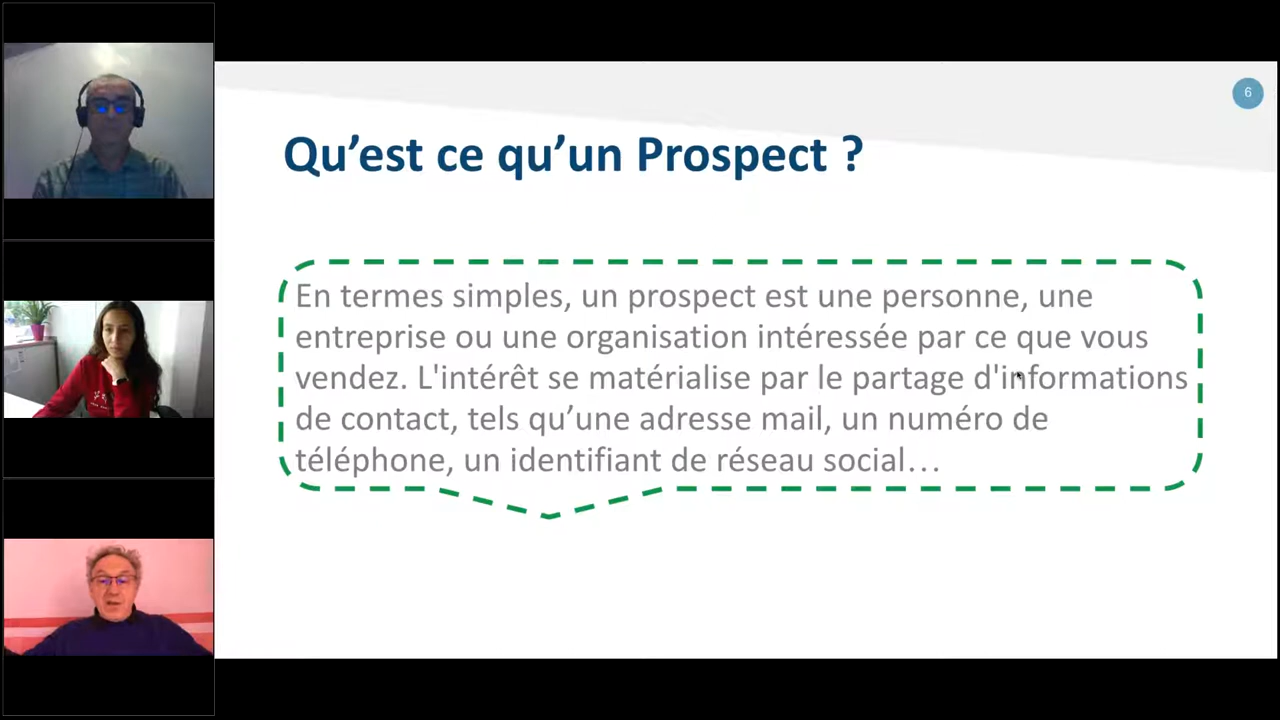 6
Qu’est ce qu’un Prospect ?
En termes simples, un prospect est une personne, une
entreprise ou une organisation intéressée par ce que vous
vendez. L'intérêt se matérialise par le partage d'informations
de contact, tels qu’une adresse mail, un numéro de
téléphone, un identifiant de réseau social…